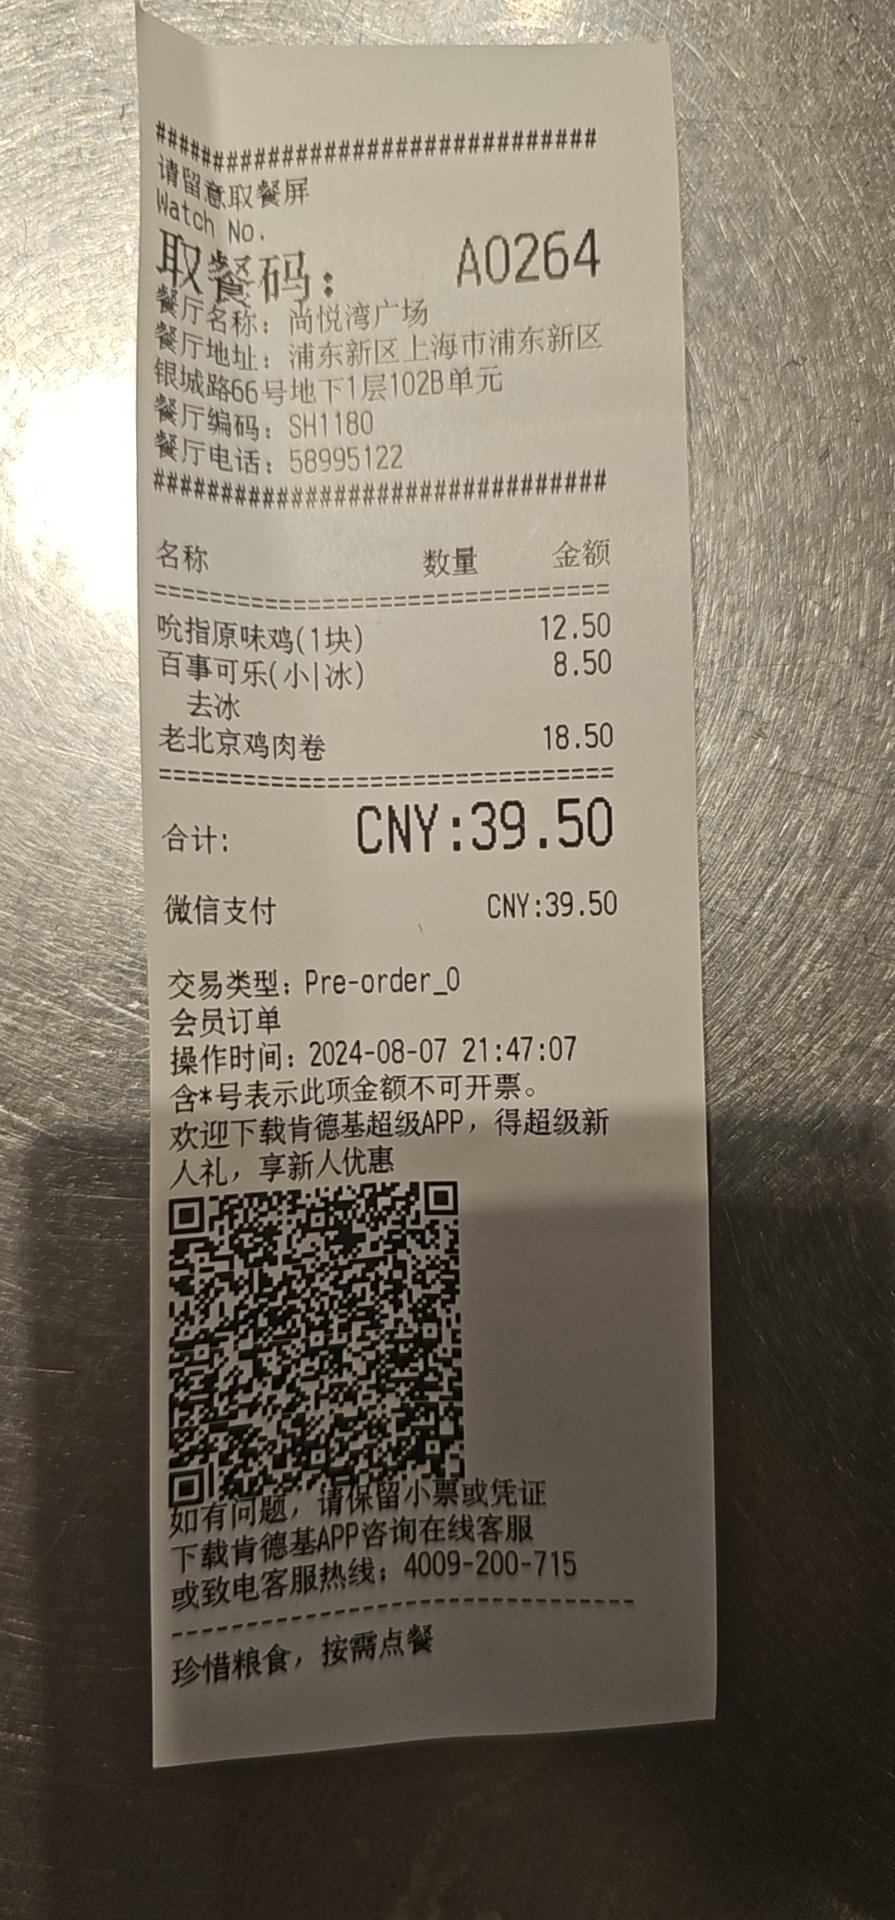 ##################################
请留意取餐屏
Watch No.
取餐码: A0264
餐厅名称: 尚悦湾广场
餐厅地址: 浦东新区上海市浦东新区
银城路66号地下1层102B单元
餐厅编码: SH1180
餐厅电话: 58995122
##################################
名称 数量 金额
================================
吮指原味鸡(1块) 12.50
百事可乐(小|冰) 8.50
去冰
老北京鸡肉卷 18.50
================================
合计: CNY:39.50
微信支付 CNY:39.50
交易类型: Pre-order_0
会员订单
操作时间: 2024-08-07 21:47:07
含*号表示此项金额不可开票。
欢迎下载肯德基超级APP，得超级新
人礼，享新人优惠
如有问题，请保留小票或凭证
下载肯德基APP咨询在线客服
或致电客服热线: 4009-200-715
--------------------------------
珍惜粮食，按需点餐